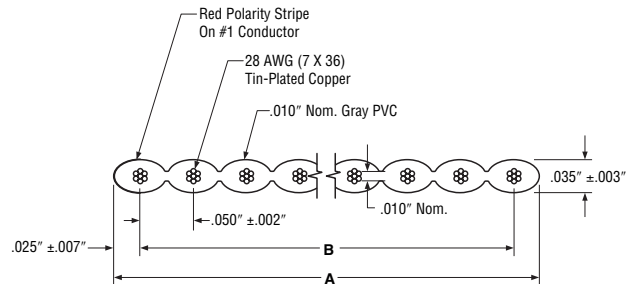 Red Polarity Stripe
On #1 Conductor
28 AWG (7 X 36)
Tin-Plated Copper
.010″ Nom. Gray PVC
.035″ ±.003″
.010″ Nom.
.050″ ±.002″
.025″ ±.007″
B
A